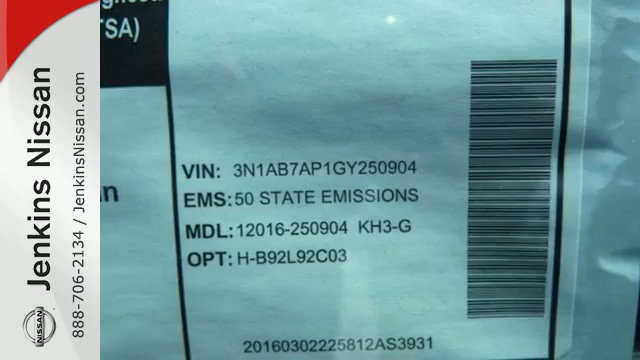 Jenkins Nissan
888-706-2134 / JenkinsNissan.com
NISSAN
TSA)
VIN: 3N1AB7AP1GY250904
EMS: 50 STATE EMISSIONS
MDL: 12016-250904 KH3-G
OPT: H-B92L92C03
20160302225812AS3931